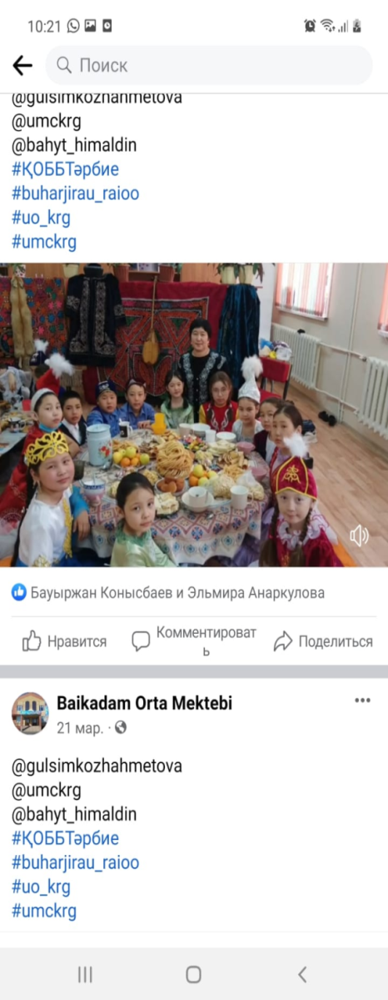 10:21
Поиск
@gulsimkozhahmetova
@umckrg
@bahyt_himaldin
#ҚОББТәрбие
#buharjirau_raioo
#uo_krg
#umckrg
Бауыржан Конысбаев и Эльмира Анаркулова
Нравится
Комментироват
ь
Поделиться
Baikadam Orta Mektebi
21 мар. ·
@gulsimkozhahmetova
@umckrg
@bahyt_himaldin
#ҚОББТәрбие
#buharjirau_raioo
#uo_krg
#umckrg